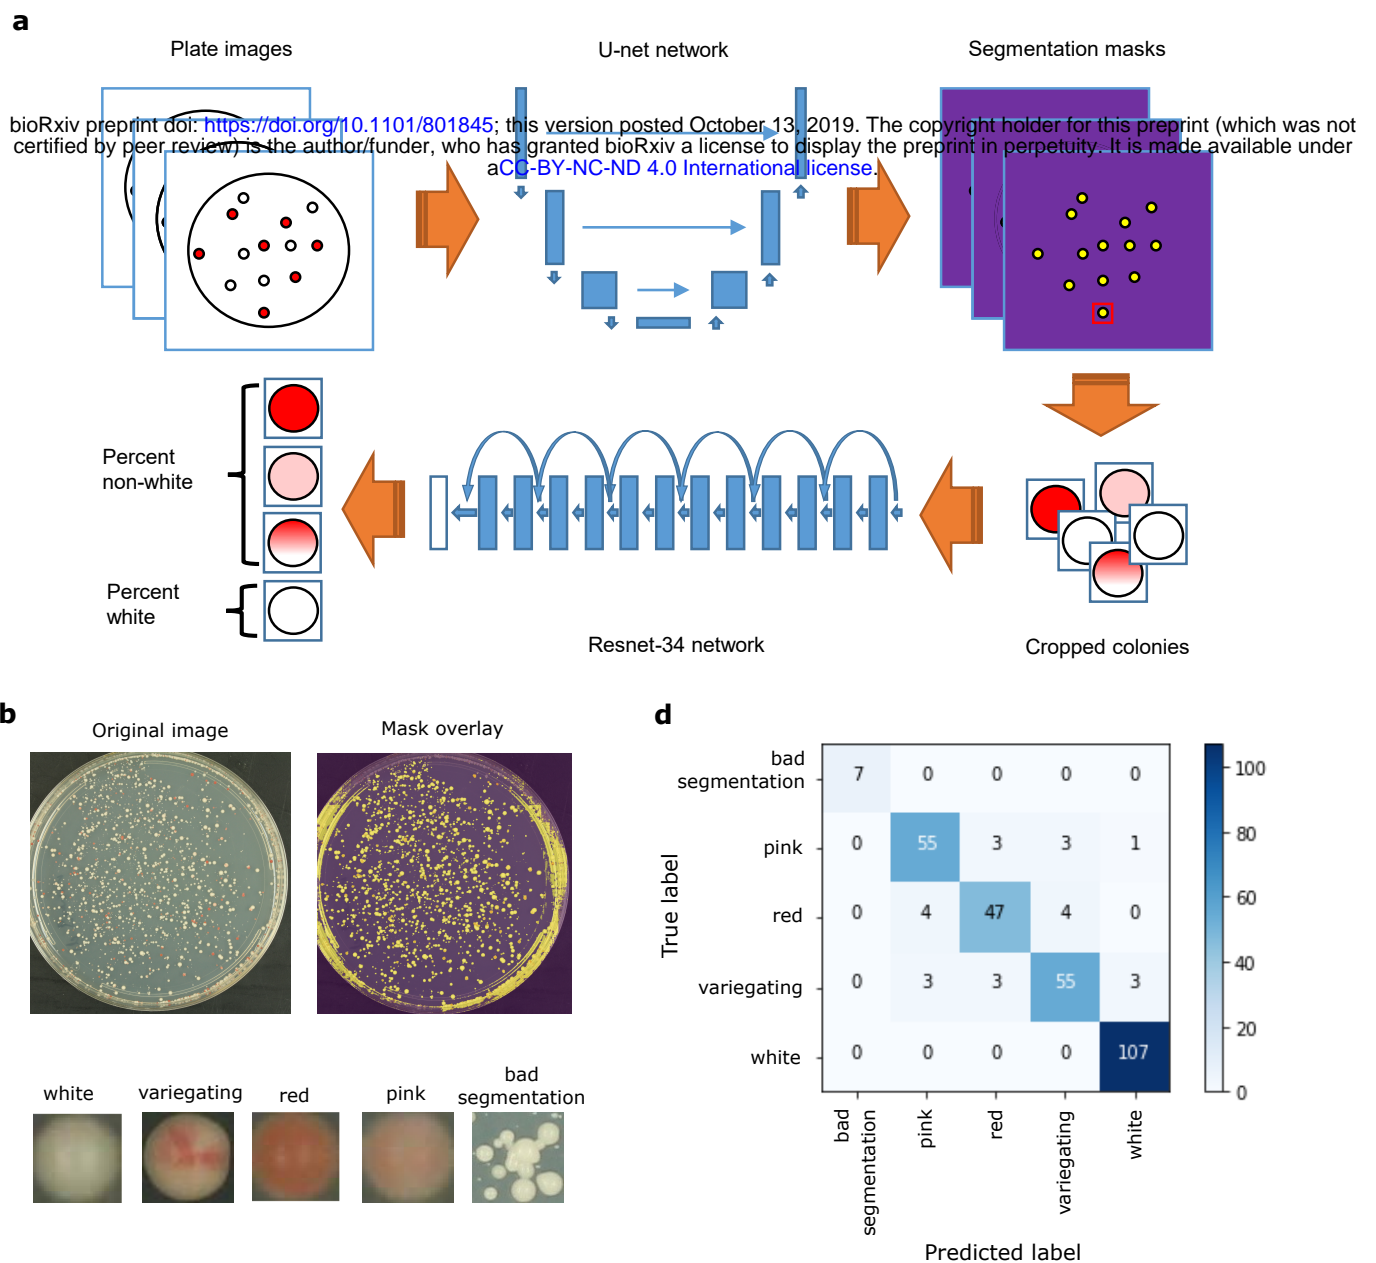 a
Plate images
U-net network
Segmentation masks
bioRxiv preprint doi: https://doi.org/10.1101/801845; this version posted October 13, 2019. The copyright holder for this preprint (which was not
certified by peer review) is the author/funder, who has granted bioRxiv a license to display the preprint in perpetuity. It is made available under
aCC-BY-NC-ND 4.0 International license.
Percent
non-white
Percent
white
Resnet-34 network
Cropped colonies
b
Original image
Mask overlay
white
variegating
red
pink
bad
segmentation
d
True label
bad
segmentation
7 0 0 0 0
pink
0 55 3 3 1
red
0 4 47 4 0
variegating
0 3 3 55 3
white
0 0 0 0 107
bad
segmentation
pink
red
variegating
white
Predicted label
100
80
60
40
20
0